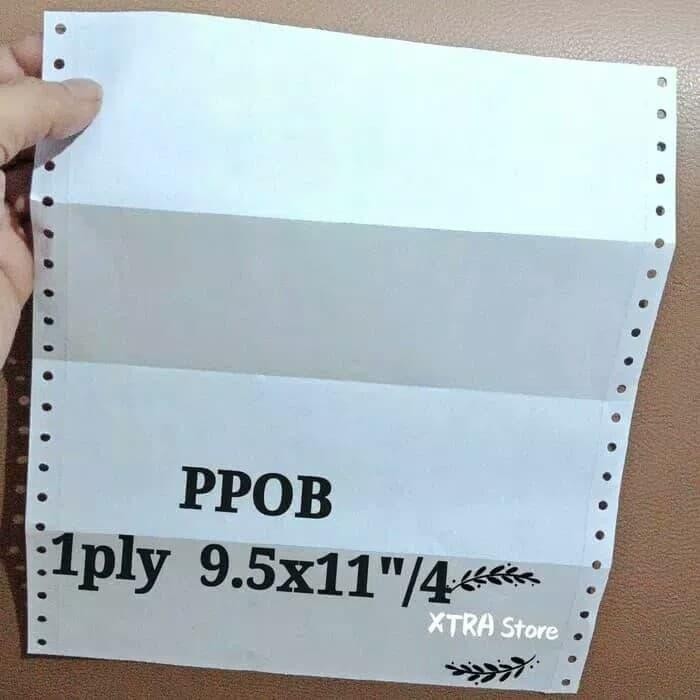 PPOB
1ply 9.5x11"/4
XTRA Store